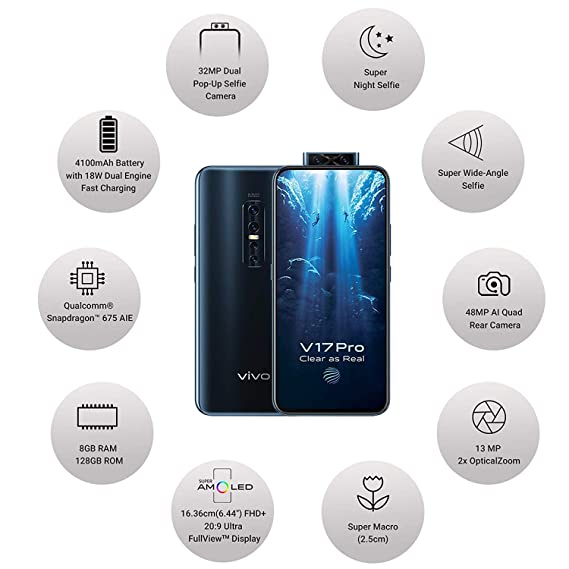 32MP Dual
Pop-Up Selfie
Camera
Super
Night Selfie
4100mAh Battery
with 18W Dual Engine
Fast Charging
Super Wide-Angle
Selfie
Qualcomm®
Snapdragon™ 675 AIE
48MP AI Quad
Rear Camera
V17Pro
Clear as Real
vivo
8GB RAM
128GB ROM
13 MP
2x OpticalZoom
SUPER
AMOLED
16.36cm(6.44") FHD+
20:9 Ultra
FullView™ Display
Super Macro
(2.5cm)